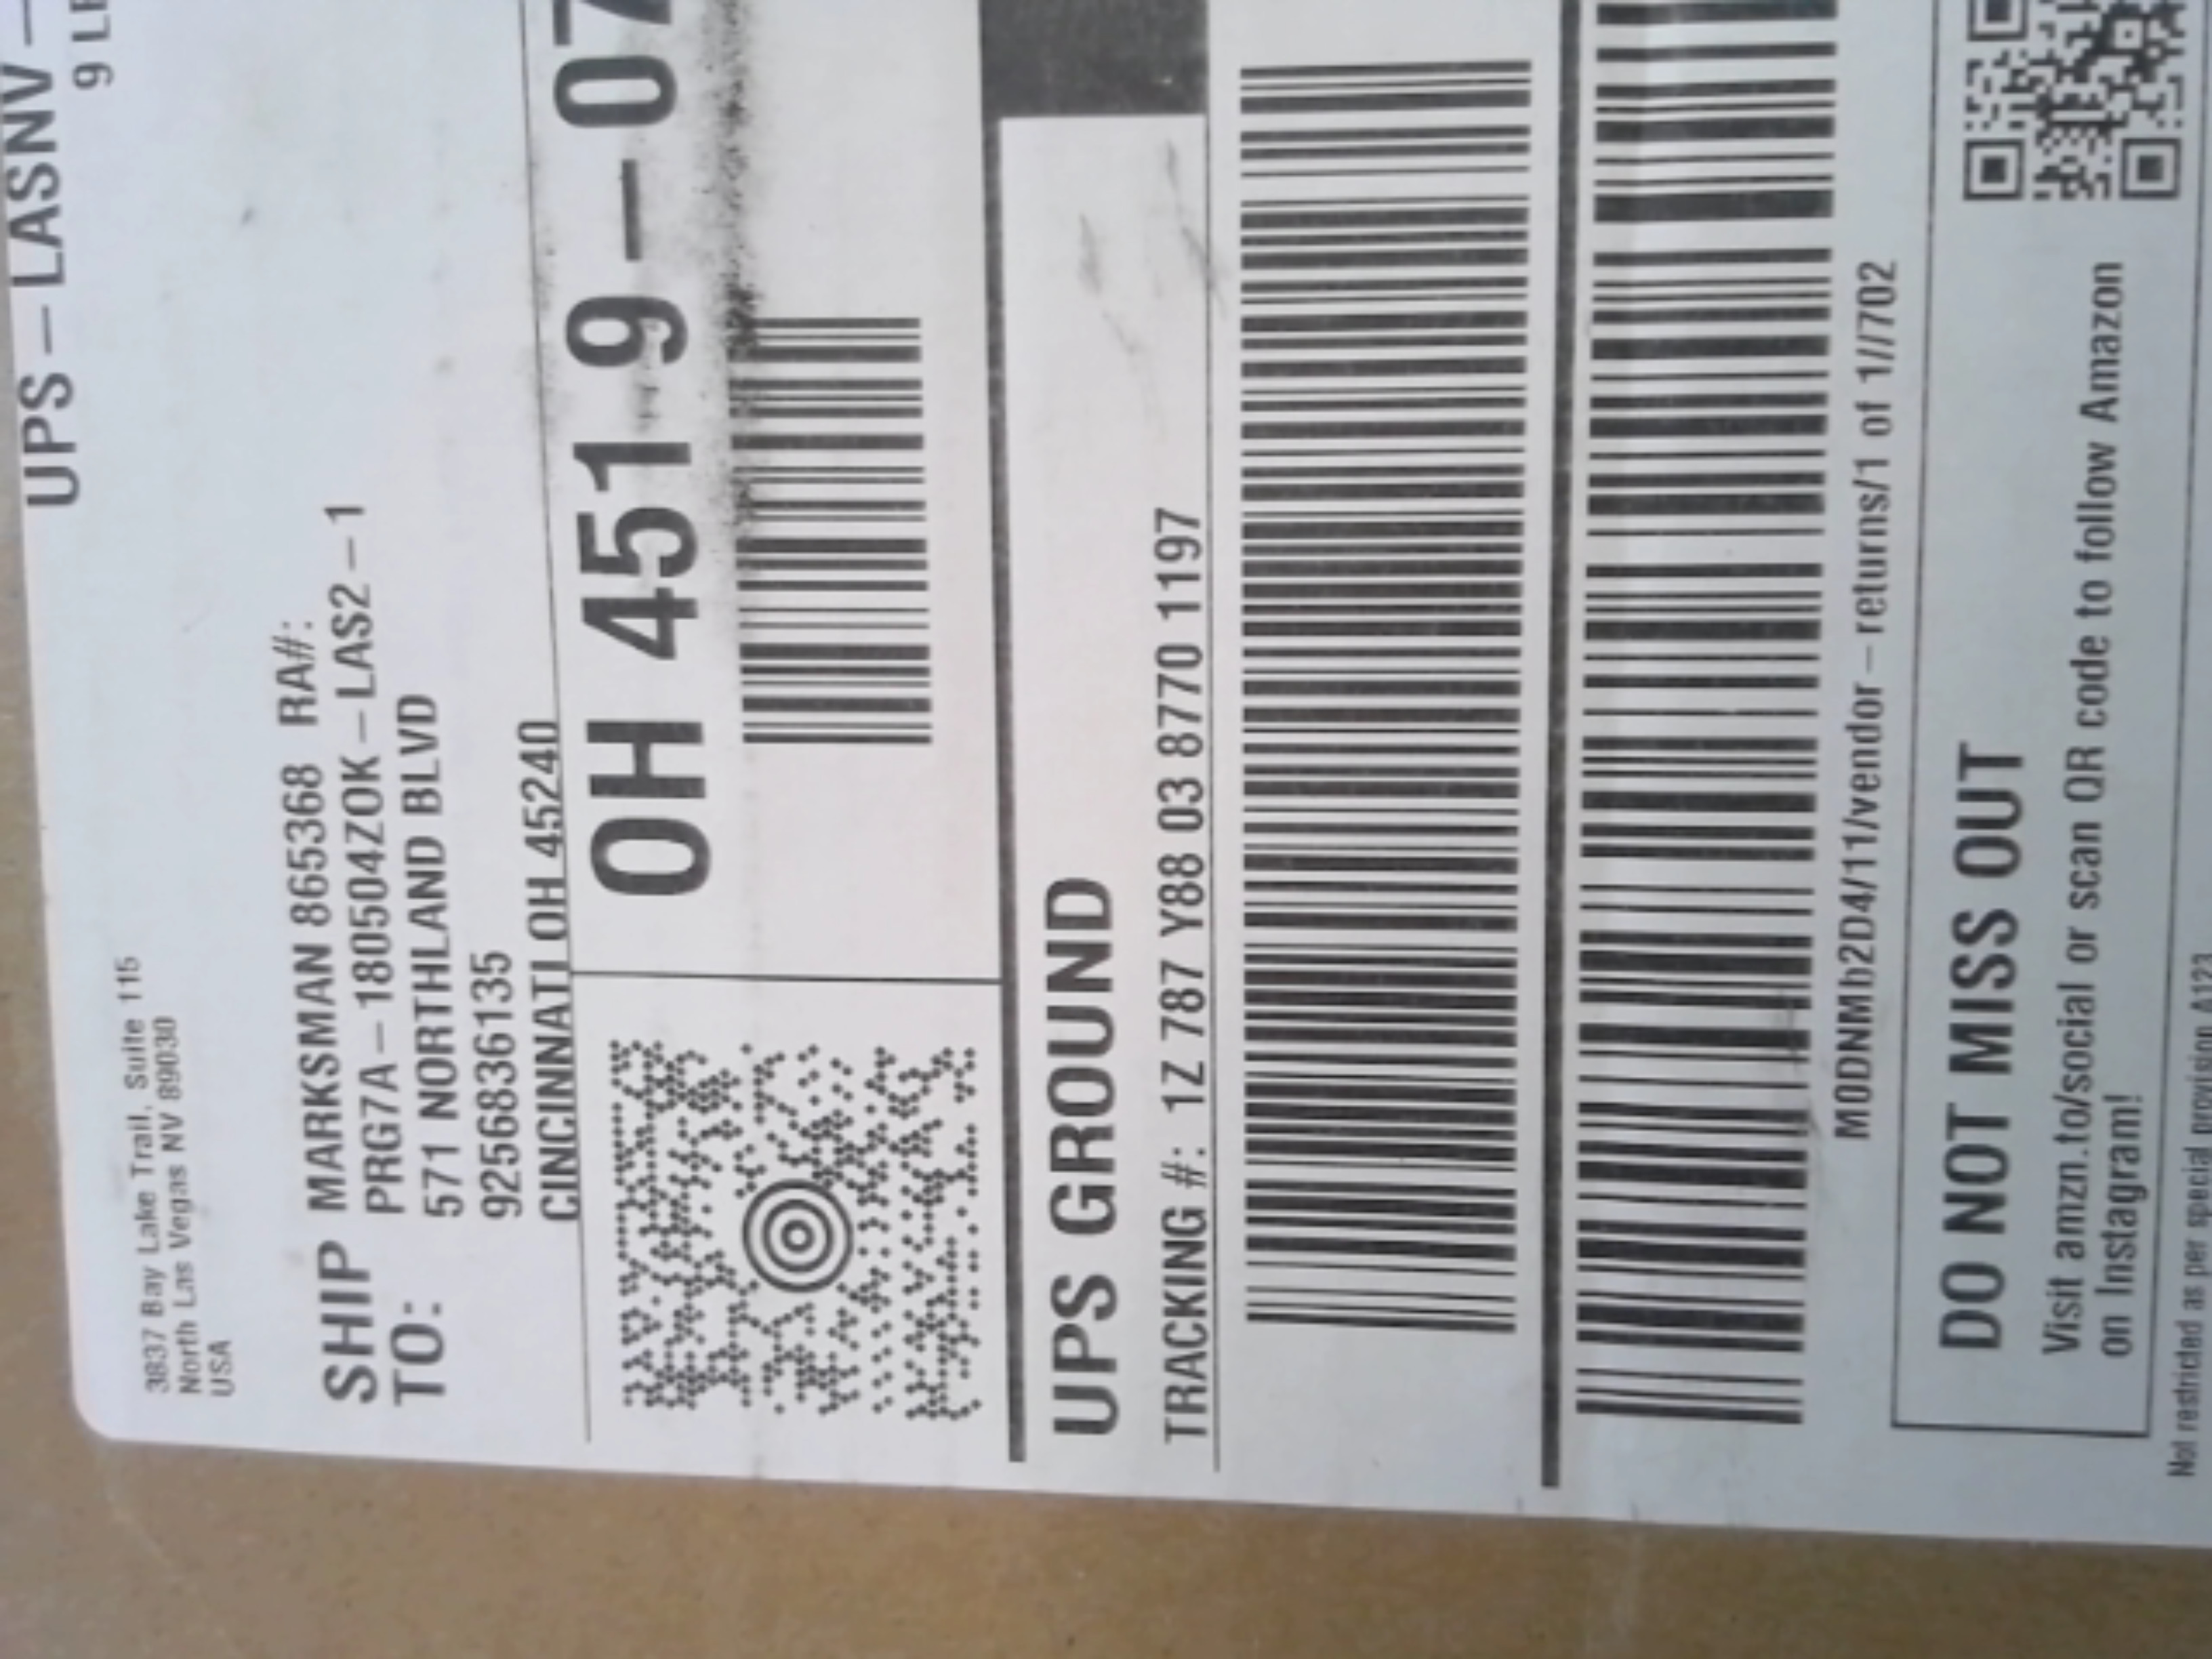 UPS – LASNV –
9
3837 Bay Lake Trail, Suite 115
North Las Vegas NV 89030
USA
SHIP TO:
MARKSMAN 865368 RA#:
PRG7A – 180504ZOK – LAS2 – 1
571 NORTHLAND BLVD
9256836135
CINCINNATI OH 45240
OH 451 9 – 07
UPS GROUND
TRACKING #: 1Z 787 Y88 03 8770 1197
M0DNMb2D4/11/vendor – returns/1 of 1//702
DO NOT MISS OUT
Visit amzn.to/social or scan QR code to follow Amazon
on Instagram!
Not restricted as per special provision A123